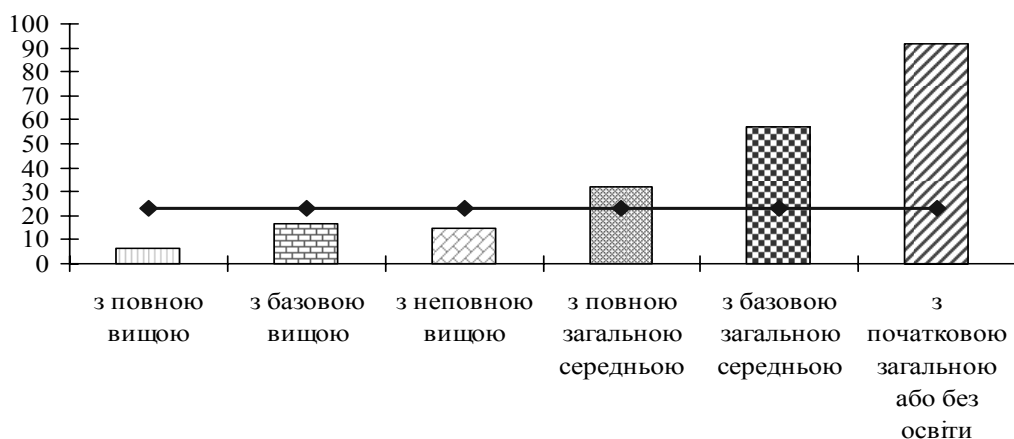 100
90
80
70
60
50
40
30
20
10
0
з повною
вищою
з базовою
вищою
з неповною
вищою
з повною
загальною
середньою
з базовою
загальною
середньою
з
початковою
загальною
або без
освіти